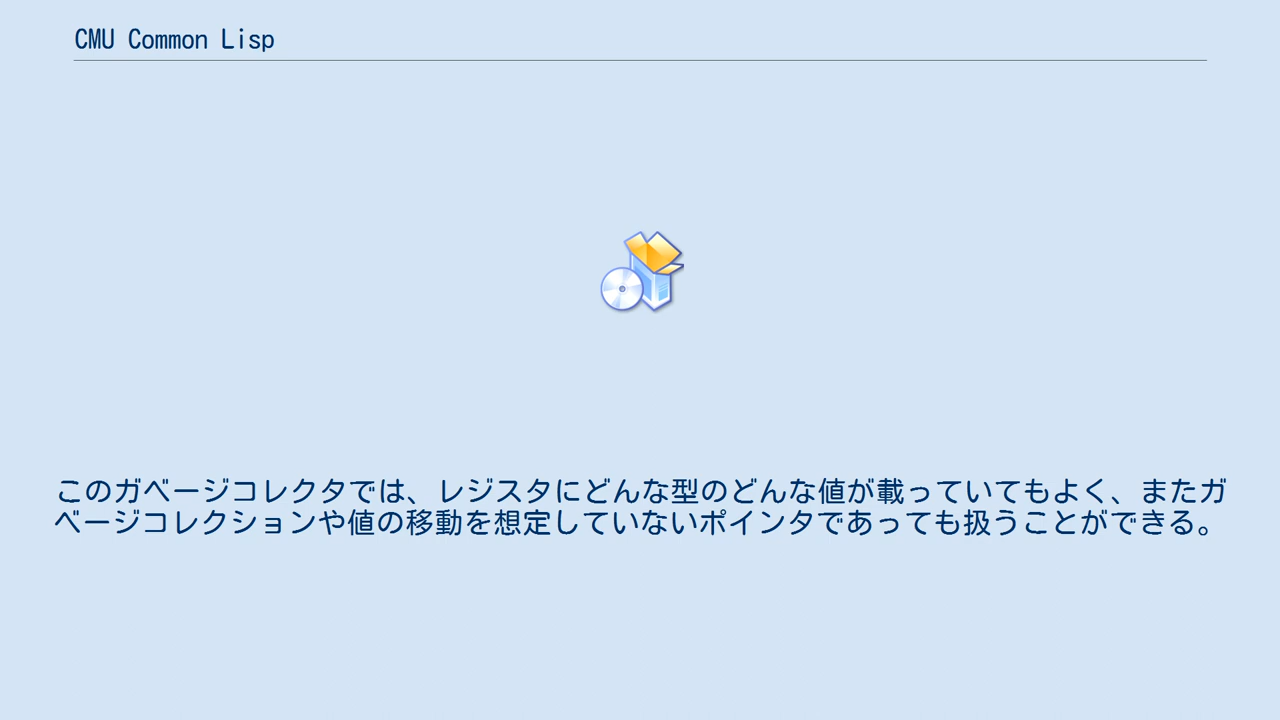 CMU Common Lisp
このガベージコレクタでは、レジスタにどんな型のどんな値が載っていてもよく、またガ
ベージコレクションや値の移動を想定していないポインタであっても扱うことができる。